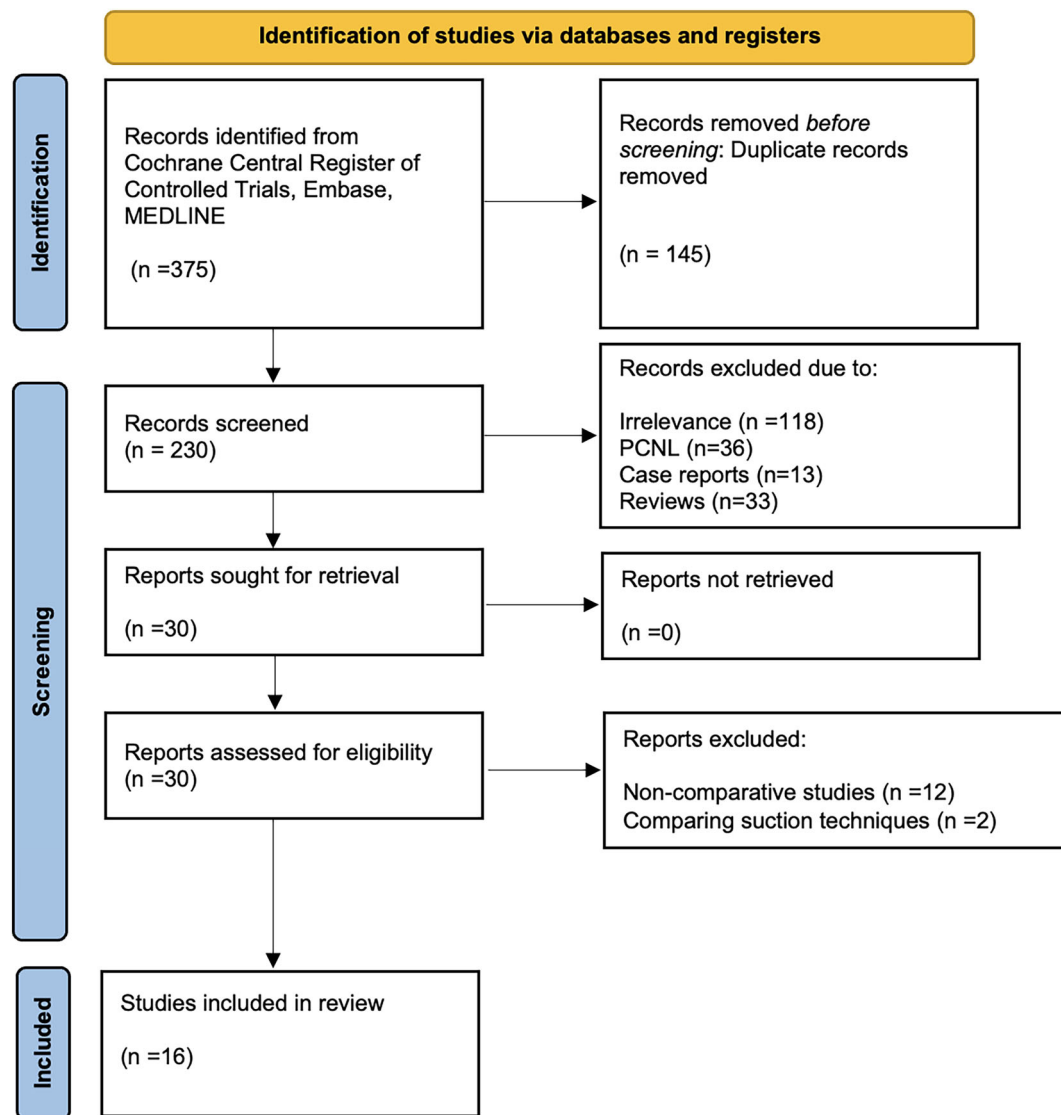 Identification of studies via databases and registers
Identification
Records identified from
Cochrane Central Register of
Controlled Trials, Embase,
MEDLINE
(n =375)
Records removed before
screening: Duplicate records
removed
(n = 145)
Screening
Records screened
(n = 230)
Records excluded due to:
Irrelevance (n =118)
PCNL (n=36)
Case reports (n=13)
Reviews (n=33)
Reports sought for retrieval
(n =30)
Reports not retrieved
(n =0)
Reports assessed for eligibility
(n =30)
Reports excluded:
Non-comparative studies (n =12)
Comparing suction techniques (n =2)
Included
Studies included in review
(n =16)